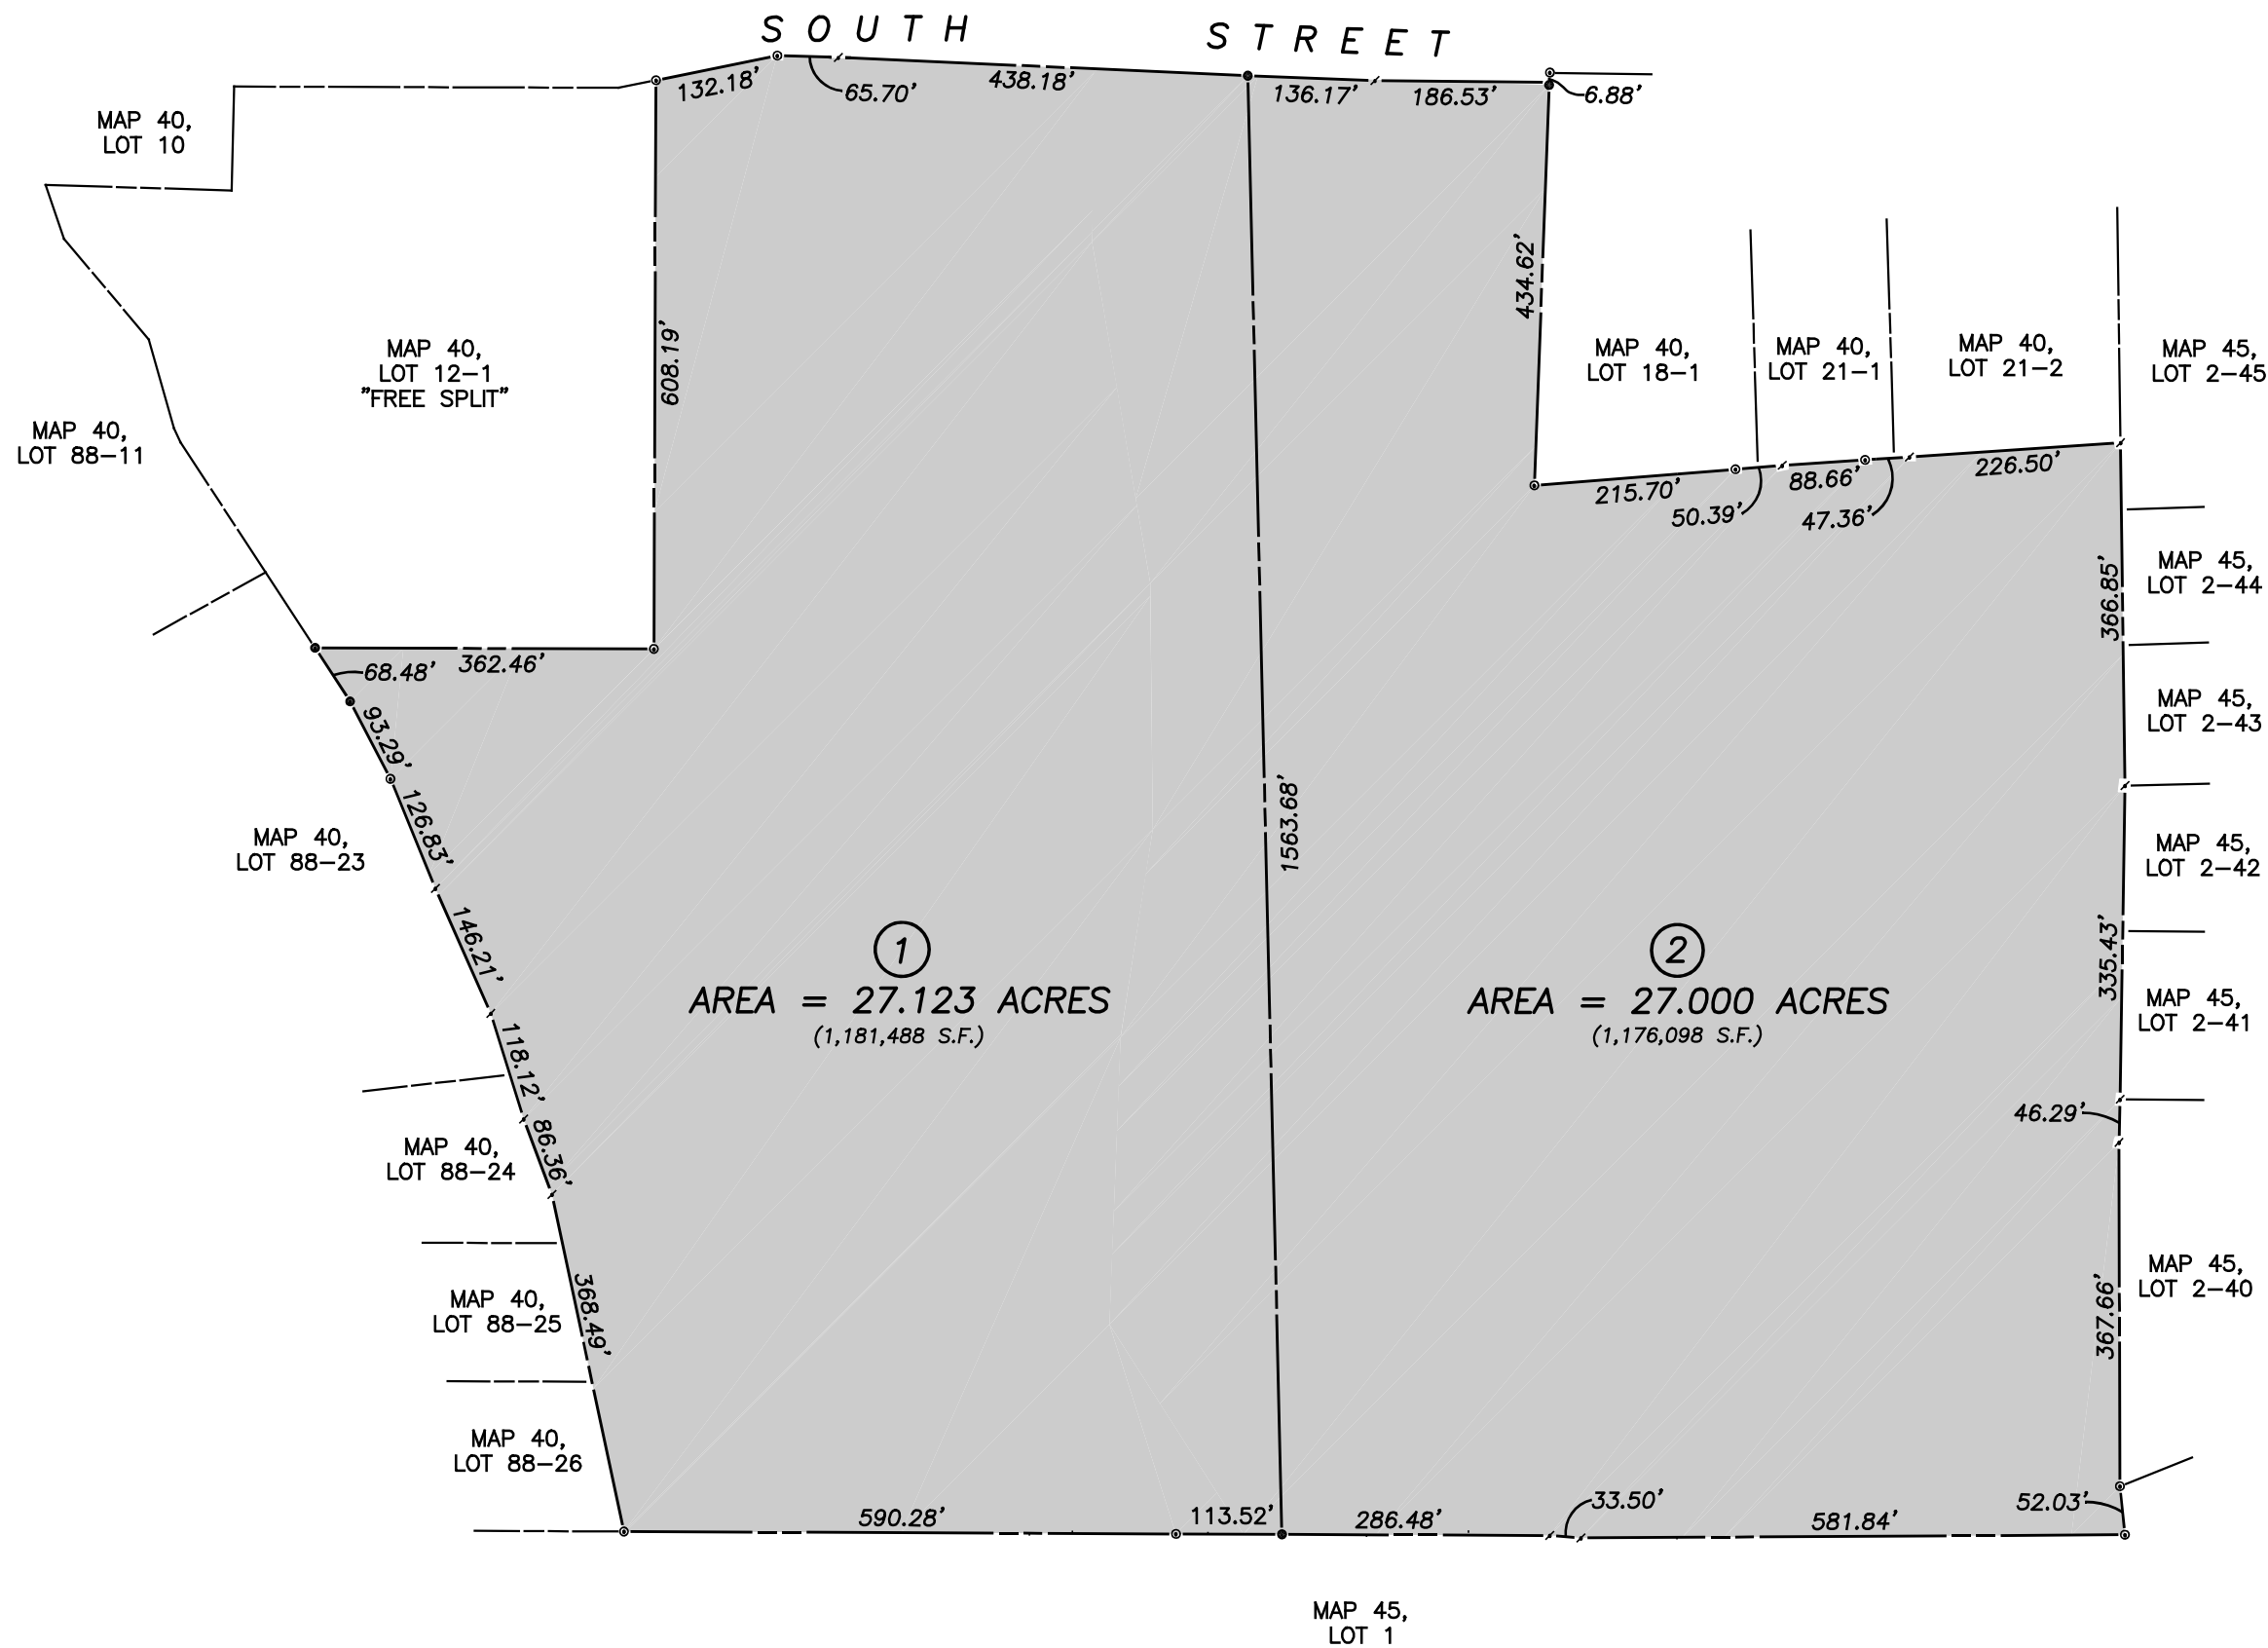 SOUTH STREET
132.18'
65.70'
438.18'
136.17'
186.53'
6.88'
MAP 40,
LOT 10
434.62'
608.19'
MAP 40,
LOT 12-1
"FREE SPLIT"
MAP 40,
LOT 18-1
MAP 40,
LOT 21-1
MAP 40,
LOT 21-2
MAP 45,
LOT 2-45
MAP 40,
LOT 88-11
215.70'
50.39'
88.66'
47.36'
226.50'
366.85'
MAP 45,
LOT 2-44
362.46'
68.48'
93.29'
MAP 45,
LOT 2-43
126.83'
1563.68'
MAP 40,
LOT 88-23
MAP 45,
LOT 2-42
146.21'
335.43'
1
AREA = 27.123 ACRES
(1,181,488 S.F.)
2
AREA = 27.000 ACRES
(1,176,098 S.F.)
MAP 45,
LOT 2-41
118.12'
86.36'
46.29'
MAP 40,
LOT 88-24
MAP 45,
LOT 2-40
368.49'
367.66'
MAP 40,
LOT 88-25
MAP 40,
LOT 88-26
590.28'
113.52'
286.48'
33.50'
581.84'
52.03'
MAP 45,
LOT 1